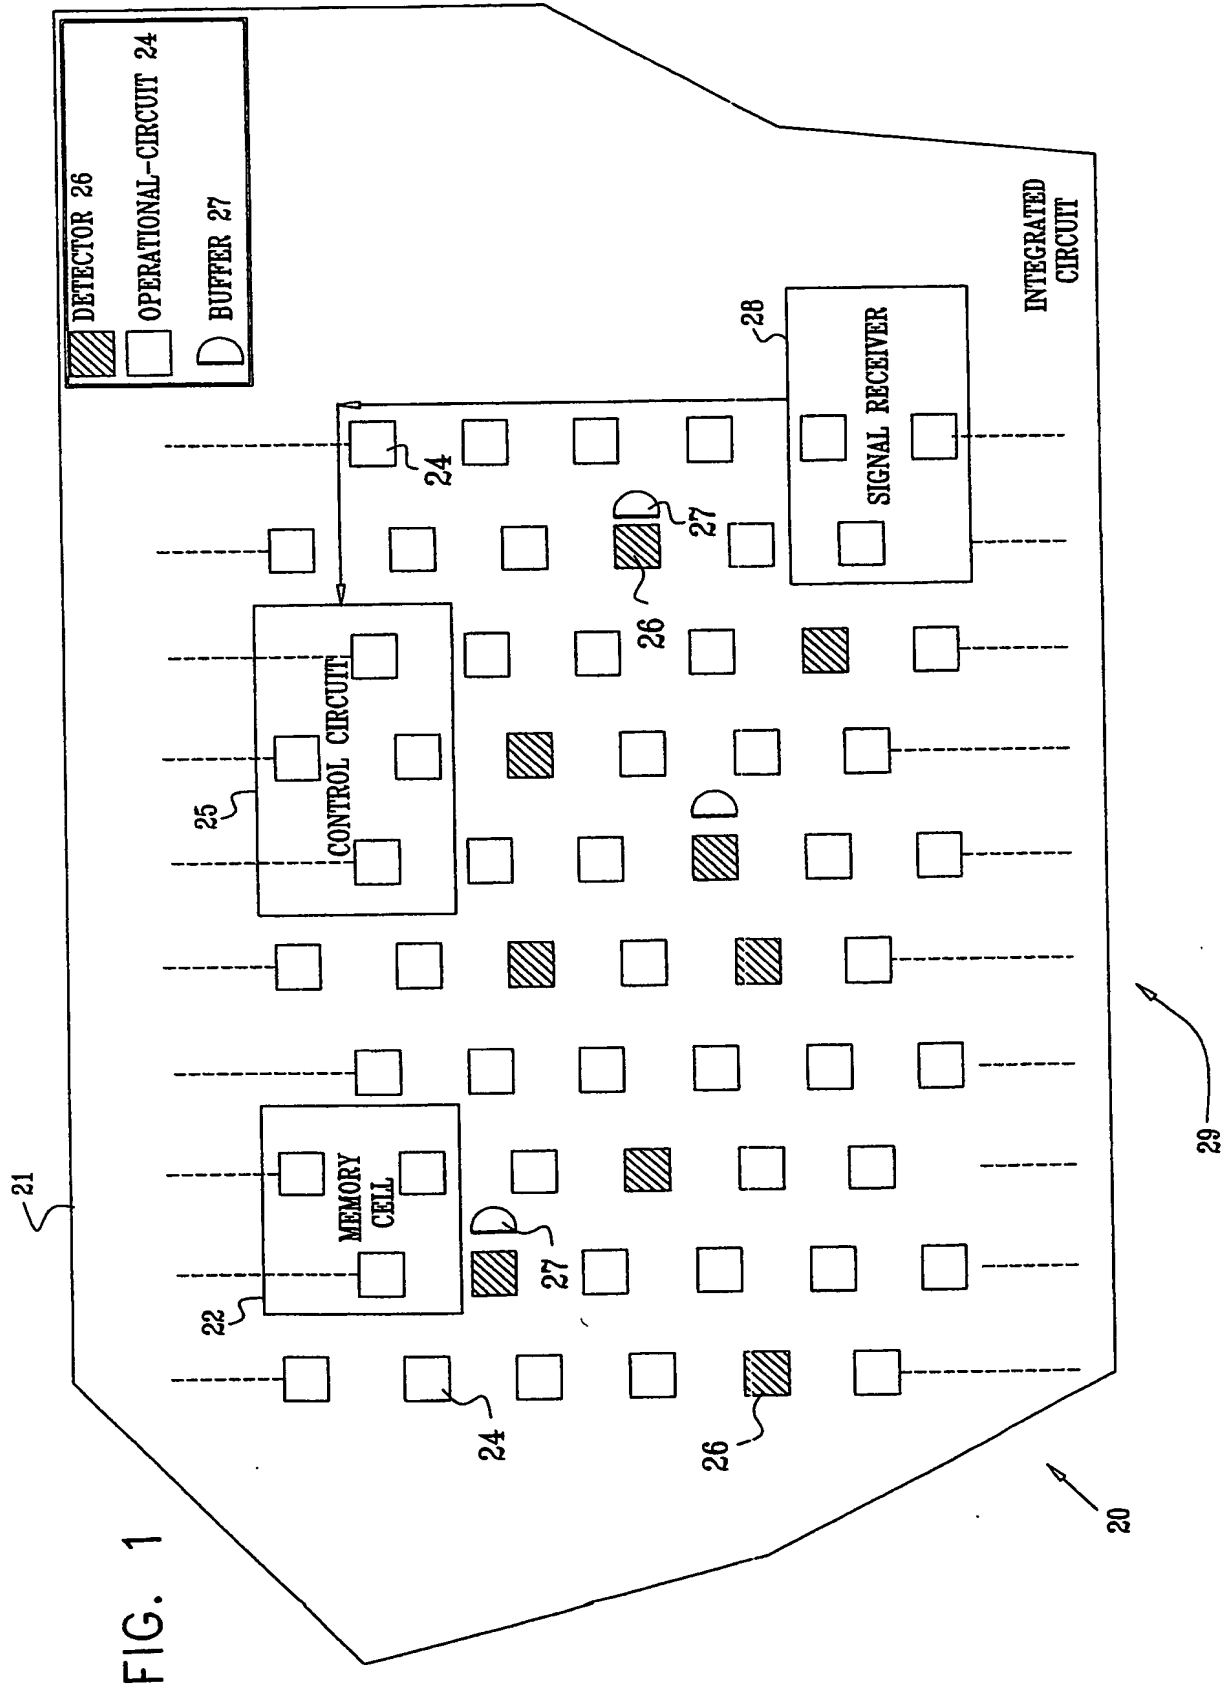 FIG. 1
21
DETECTOR 26
OPERATIONAL-CIRCUIT 24
BUFFER 27
22
MEMORY
CELL
25
CONTROL CIRCUIT
24
24
27
26
27
26
28
SIGNAL RECEIVER
26
INTEGRATED
CIRCUIT
20
29